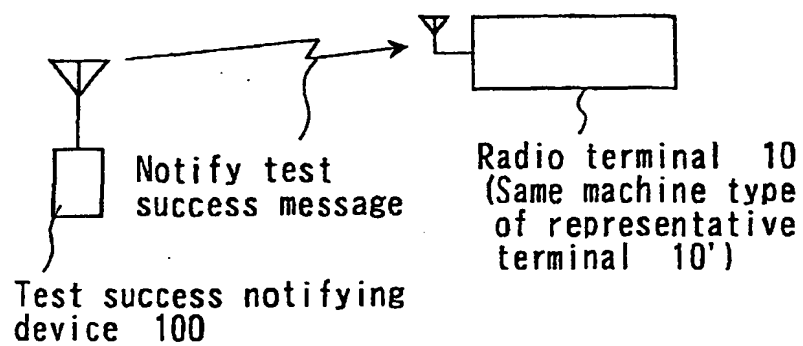 Notify test
success message
Radio terminal 10
(Same machine type
of representative
terminal 10')
Test success notifying
device 100